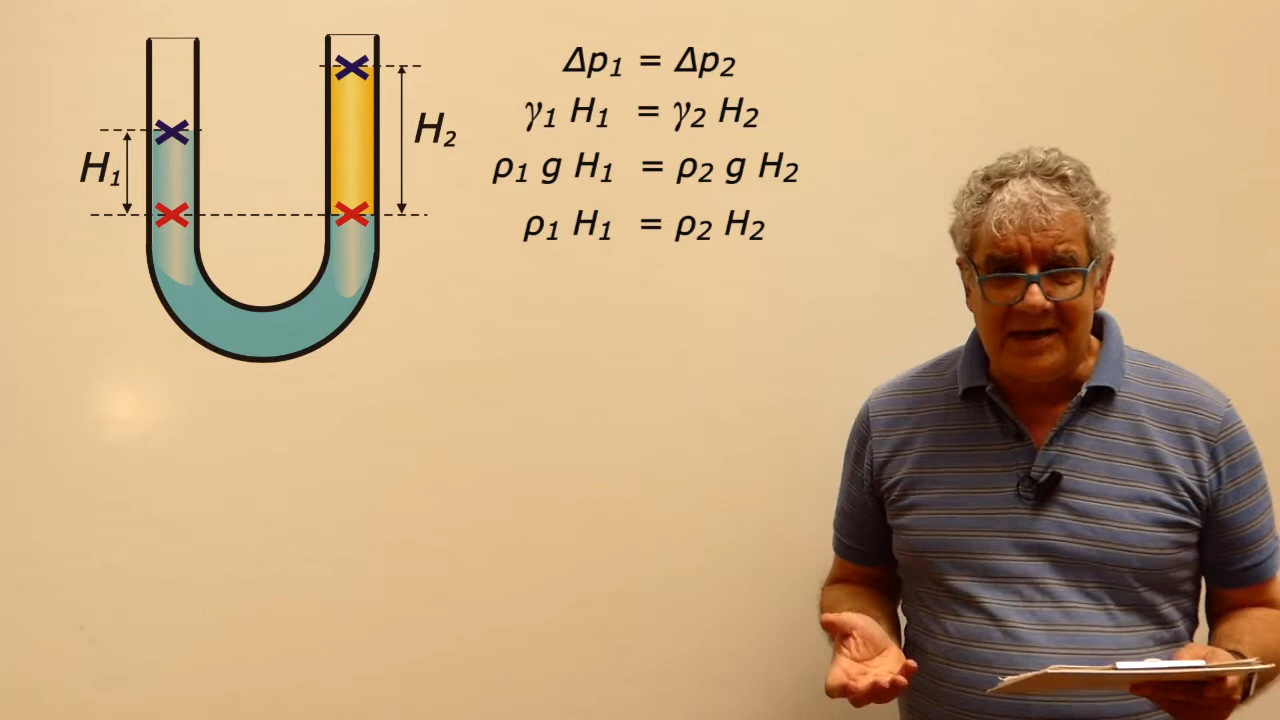 H₁
H₂
Δp₁ = Δp₂
γ₁ H₁ = γ₂ H₂
ρ₁ g H₁ = ρ₂ g H₂
ρ₁ H₁ = ρ₂ H₂